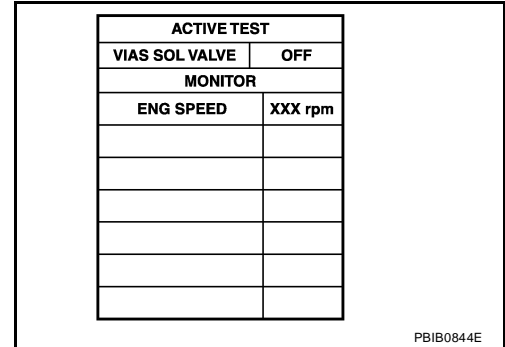 ACTIVE TEST
VIAS SOL VALVE OFF
MONITOR
ENG SPEED XXX rpm
PBIB0844E